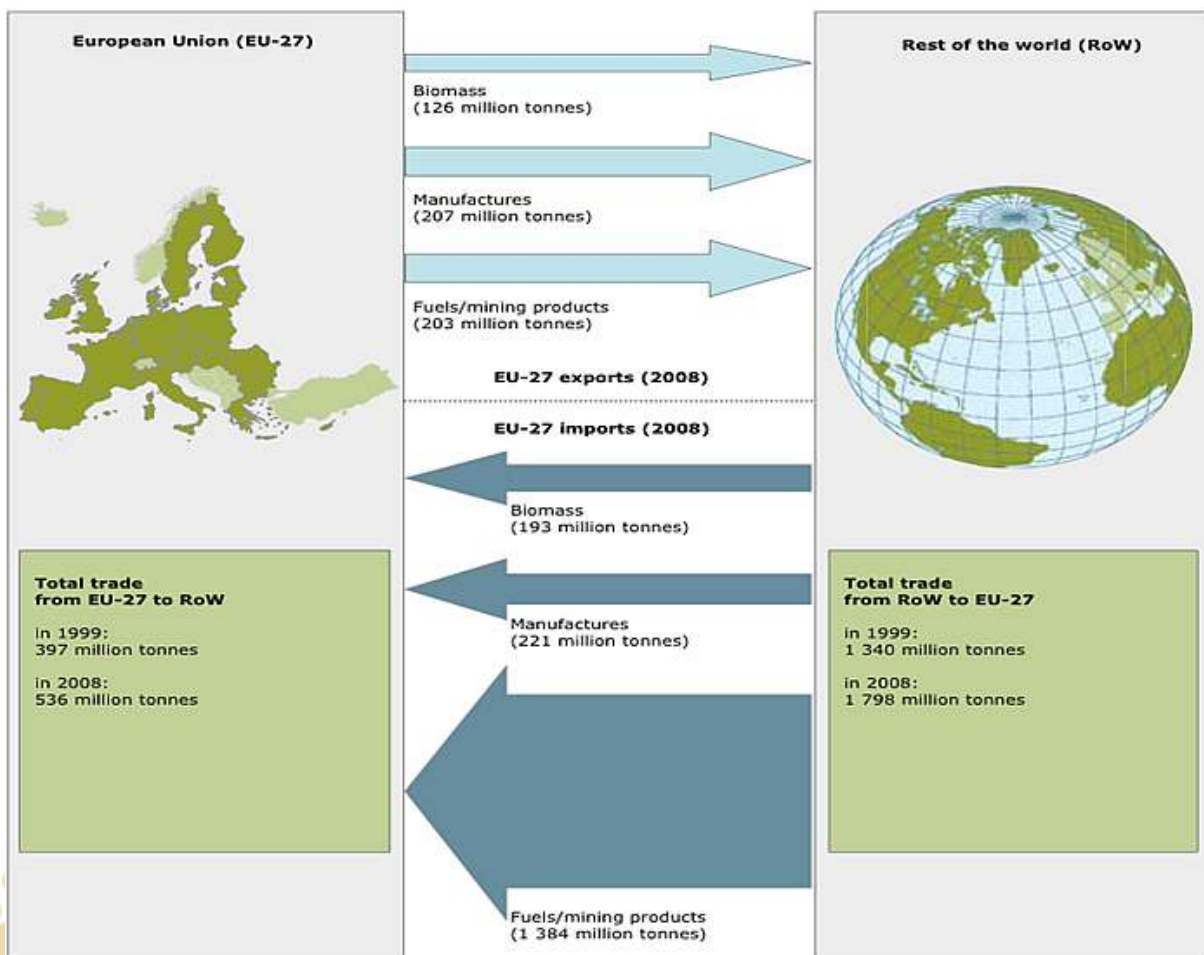 European Union (EU-27)
Rest of the world (RoW)
Biomass
(126 million tonnes)
Manufactures
(207 million tonnes)
Fuels/mining products
(203 million tonnes)
EU-27 exports (2008)
EU-27 imports (2008)
Biomass
(193 million tonnes)
Manufactures
(221 million tonnes)
Fuels/mining products
(1 384 million tonnes)
Total trade
from EU-27 to RoW
in 1999:
397 million tonnes
in 2008:
536 million tonnes
Total trade
from RoW to EU-27
in 1999:
1 340 million tonnes
in 2008:
1 798 million tonnes